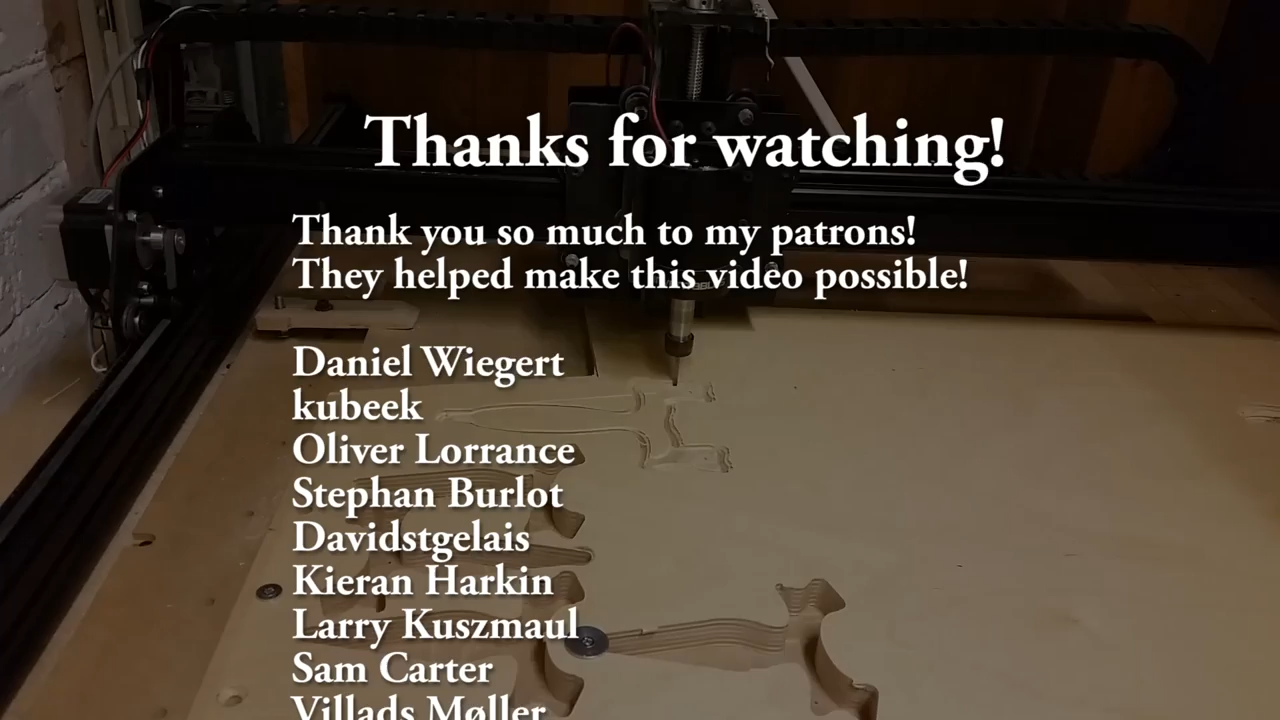 Thanks for watching!
Thank you so much to my patrons!
They helped make this video possible!
Daniel Wiegert
kubeek
Oliver Lorrance
Stephan Burlot
Davidstgelais
Kieran Harkin
Larry Kuszmaul
Sam Carter
Villads Møller